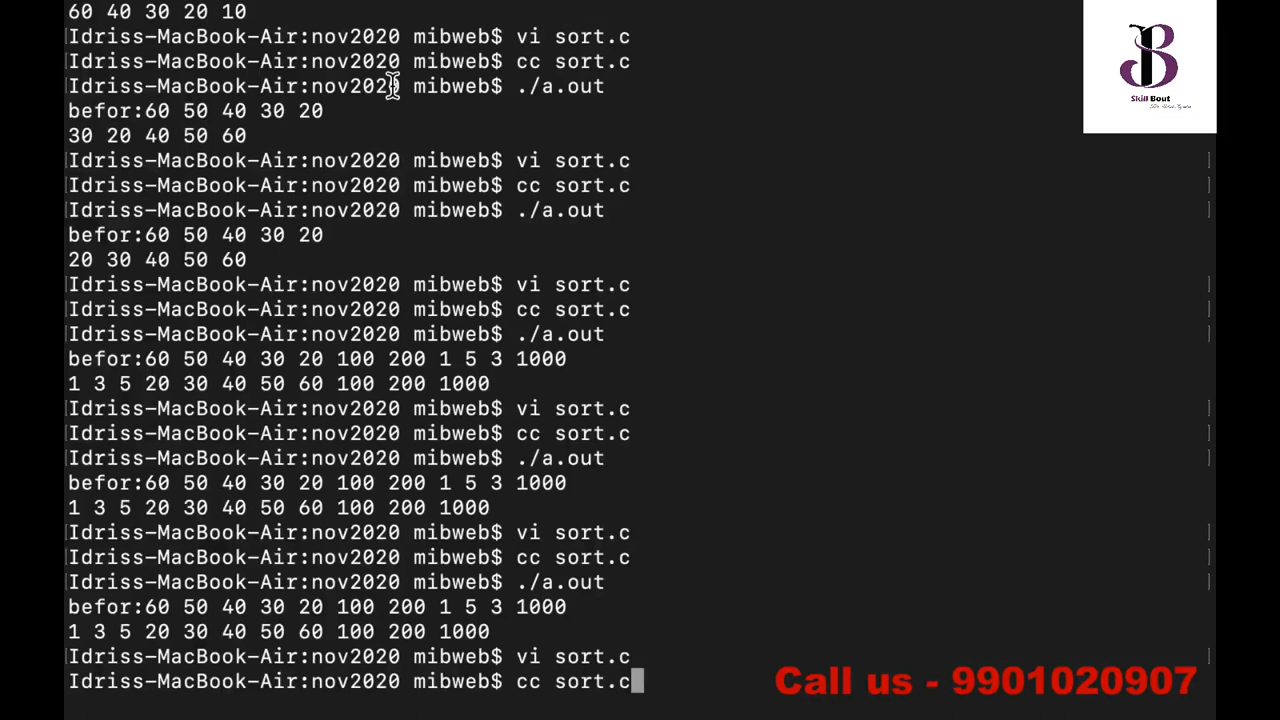 60 40 30 20 10
Idriss-MacBook-Air:nov2020 mibweb$ vi sort.c
Idriss-MacBook-Air:nov2020 mibweb$ cc sort.c
Idriss-MacBook-Air:nov2020 mibweb$ ./a.out
befor:60 50 40 30 20
30 20 40 50 60
Idriss-MacBook-Air:nov2020 mibweb$ vi sort.c
Idriss-MacBook-Air:nov2020 mibweb$ cc sort.c
Idriss-MacBook-Air:nov2020 mibweb$ ./a.out
befor:60 50 40 30 20
20 30 40 50 60
Idriss-MacBook-Air:nov2020 mibweb$ vi sort.c
Idriss-MacBook-Air:nov2020 mibweb$ cc sort.c
Idriss-MacBook-Air:nov2020 mibweb$ ./a.out
befor:60 50 40 30 20 100 200 1 5 3 1000
1 3 5 20 30 40 50 60 100 200 1000
Idriss-MacBook-Air:nov2020 mibweb$ vi sort.c
Idriss-MacBook-Air:nov2020 mibweb$ cc sort.c
Idriss-MacBook-Air:nov2020 mibweb$ ./a.out
befor:60 50 40 30 20 100 200 1 5 3 1000
1 3 5 20 30 40 50 60 100 200 1000
Idriss-MacBook-Air:nov2020 mibweb$ vi sort.c
Idriss-MacBook-Air:nov2020 mibweb$ cc sort.c
Idriss-MacBook-Air:nov2020 mibweb$ ./a.out
befor:60 50 40 30 20 100 200 1 5 3 1000
1 3 5 20 30 40 50 60 100 200 1000
Idriss-MacBook-Air:nov2020 mibweb$ vi sort.c
Idriss-MacBook-Air:nov2020 mibweb$ cc sort.c
Skill Bout
Call us - 9901020907